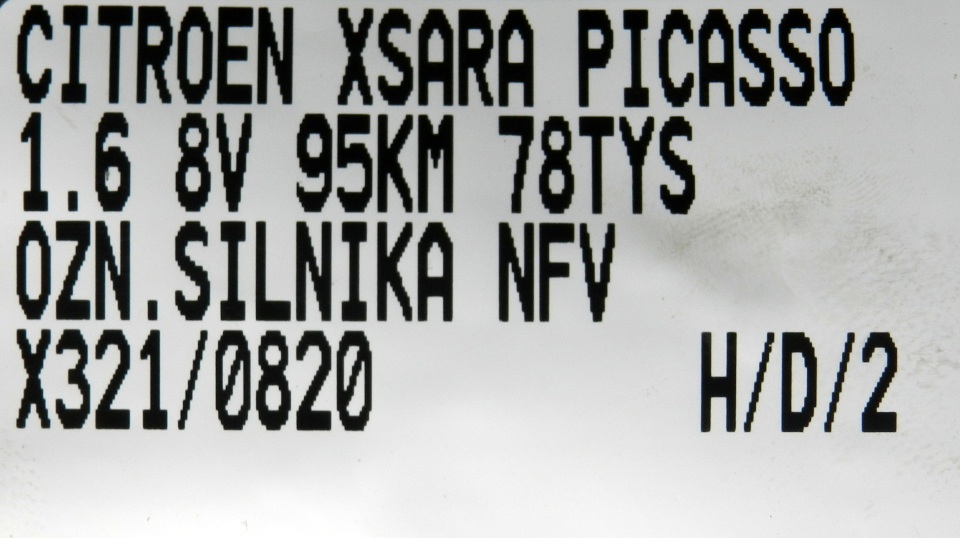 CITROEN XSARA PICASSO
1.6 8V 95KM 78TYS
OZN.SILNIKA NFV
X321/0820 H/D/2